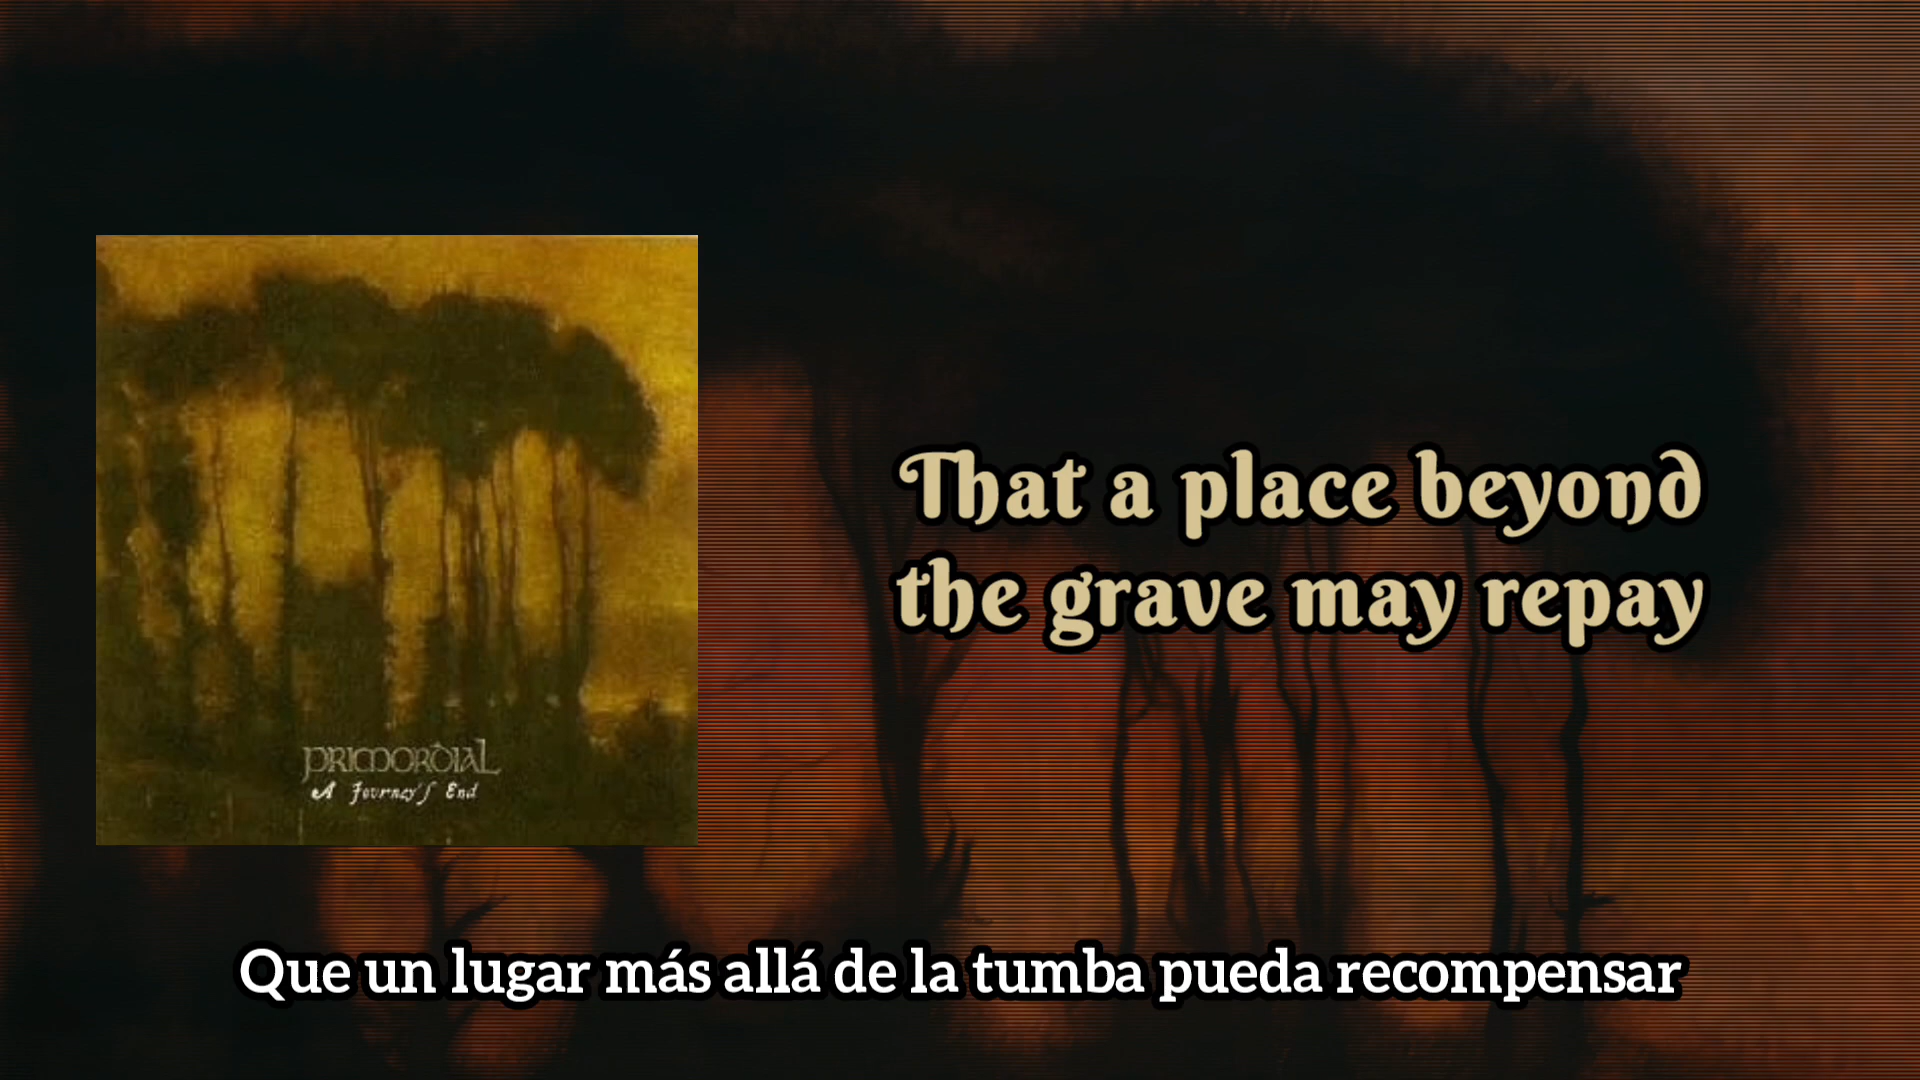 That a place beyond
the grave may repay
PRIMORDIAL
A Journey's End
Que un lugar más allá de la tumba pueda recompensar